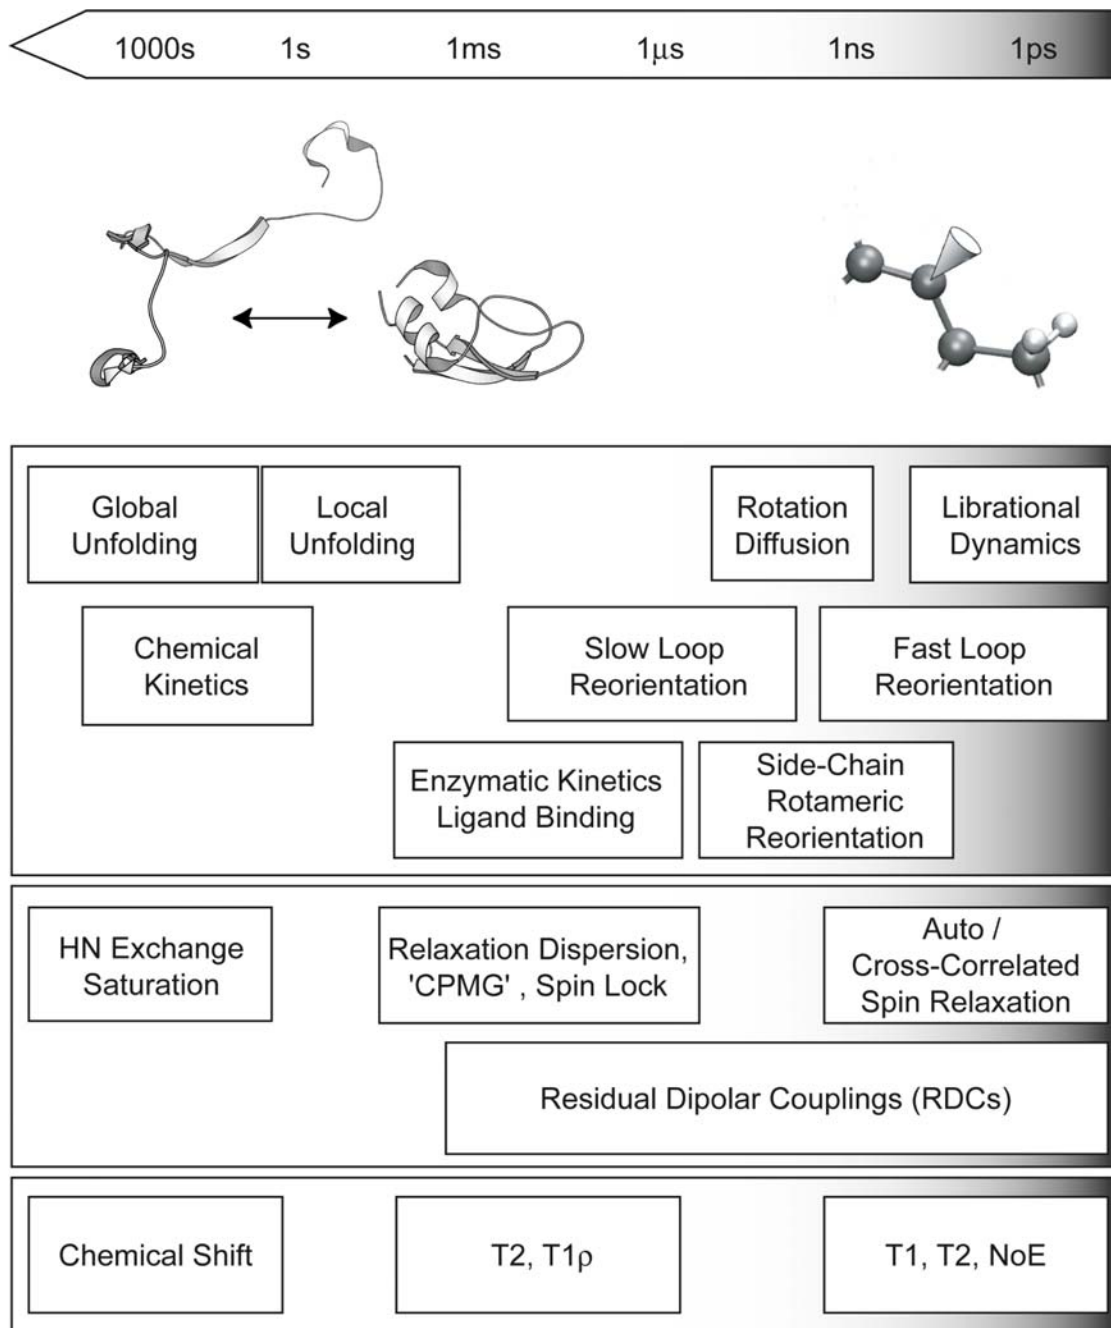 1000s 1s 1ms 1μs 1ns 1ps
Global
Unfolding
Local
Unfolding
Rotation
Diffusion
Librational
Dynamics
Chemical
Kinetics
Slow Loop
Reorientation
Fast Loop
Reorientation
Enzymatic Kinetics
Ligand Binding
Side-Chain
Rotameric
Reorientation
HN Exchange
Saturation
Relaxation Dispersion,
'CPMG' , Spin Lock
Auto /
Cross-Correlated
Spin Relaxation
Residual Dipolar Couplings (RDCs)
Chemical Shift
T2, T1ρ
T1, T2, NoE